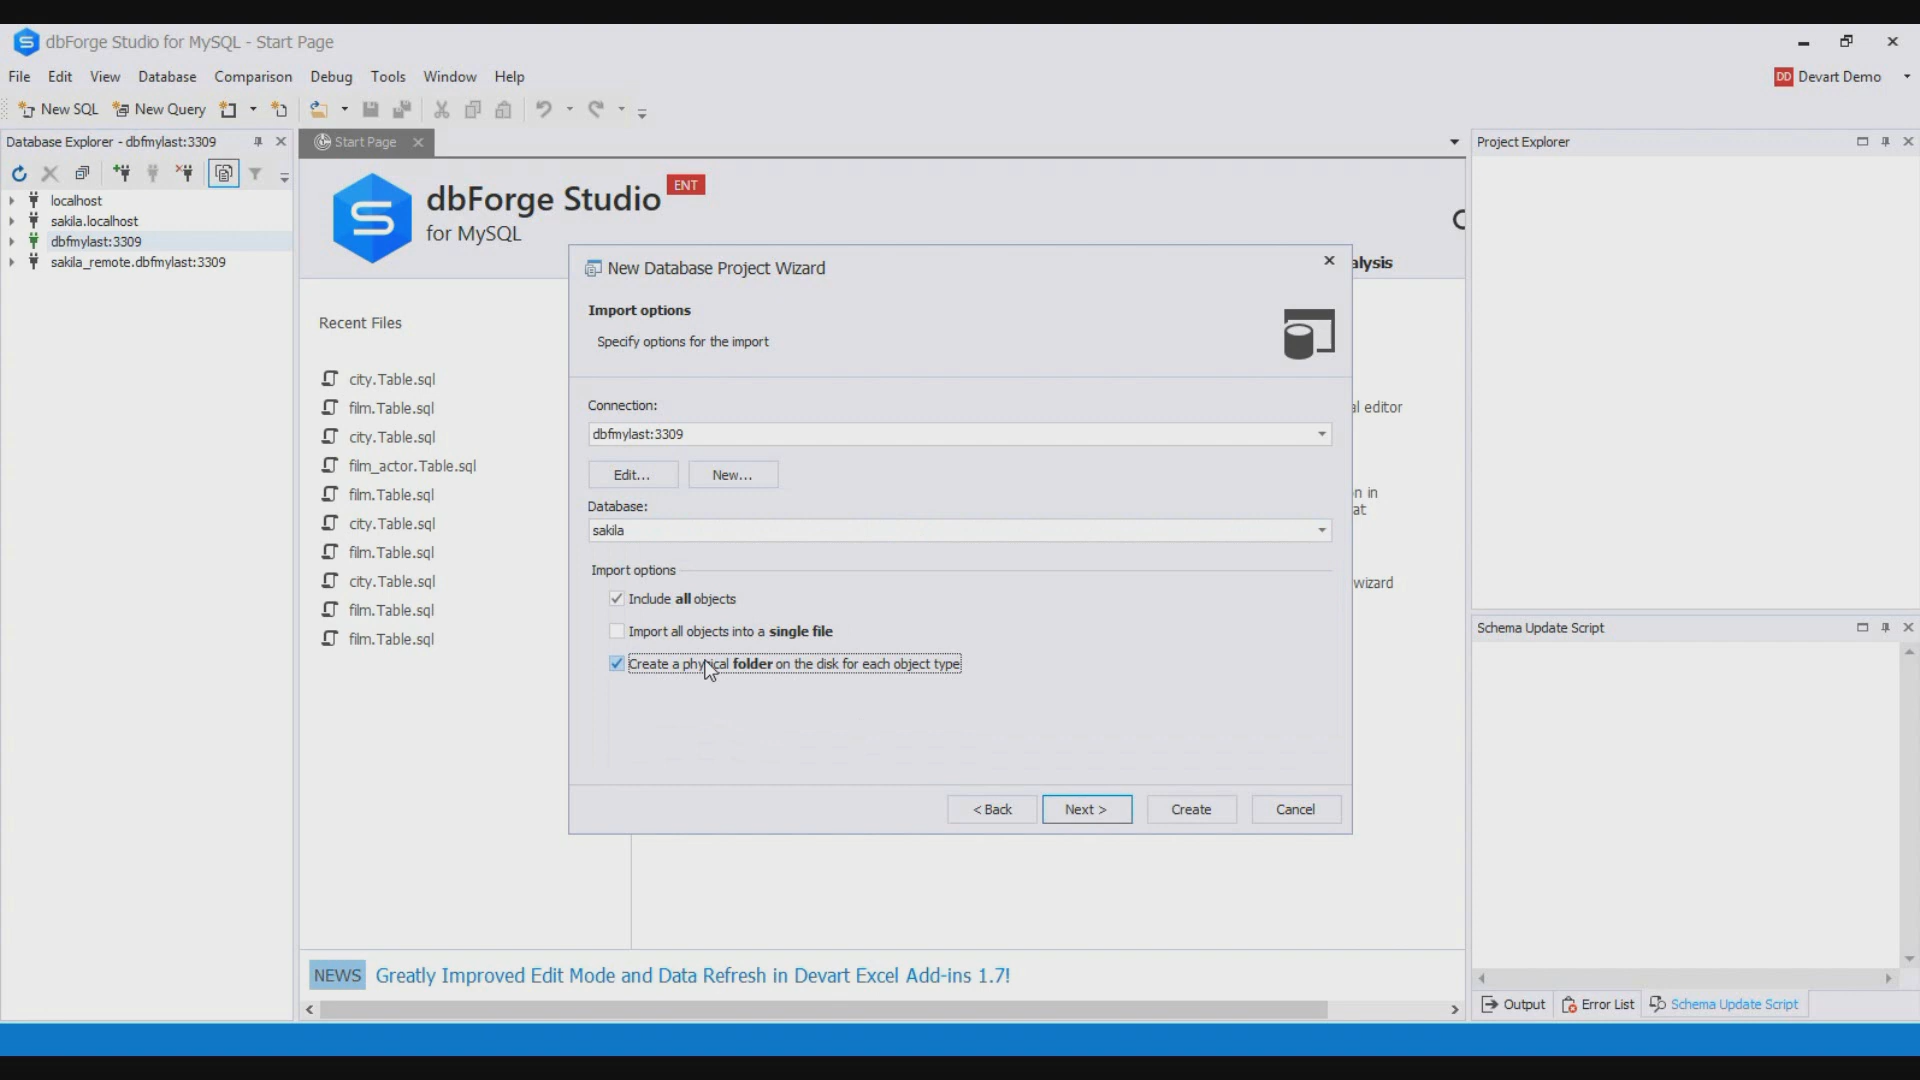 dbForge Studio for MySQL - Start Page
File Edit View Database Comparison Debug Tools Window Help
DD Devart Demo
New SQL New Query
Database Explorer - dbfmylast:3309
localhost
sakila.localhost
dbfmylast:3309
sakila_remote.dbfmylast:3309
Start Page
dbForge Studio ENT
for MySQL
alysis
Recent Files
city.Table.sql
film.Table.sql
city.Table.sql
film_actor.Table.sql
film.Table.sql
city.Table.sql
film.Table.sql
city.Table.sql
film.Table.sql
film.Table.sql
al editor
n in
at
wizard
New Database Project Wizard
Import options
Specify options for the import
Connection:
dbfmylast:3309
Edit... New...
Database:
sakila
Import options
Include all objects
Import all objects into a single file
Create a physical folder on the disk for each object type
< Back Next > Create Cancel
NEWS Greatly Improved Edit Mode and Data Refresh in Devart Excel Add-ins 1.7!
Project Explorer
Schema Update Script
Output Error List Schema Update Script